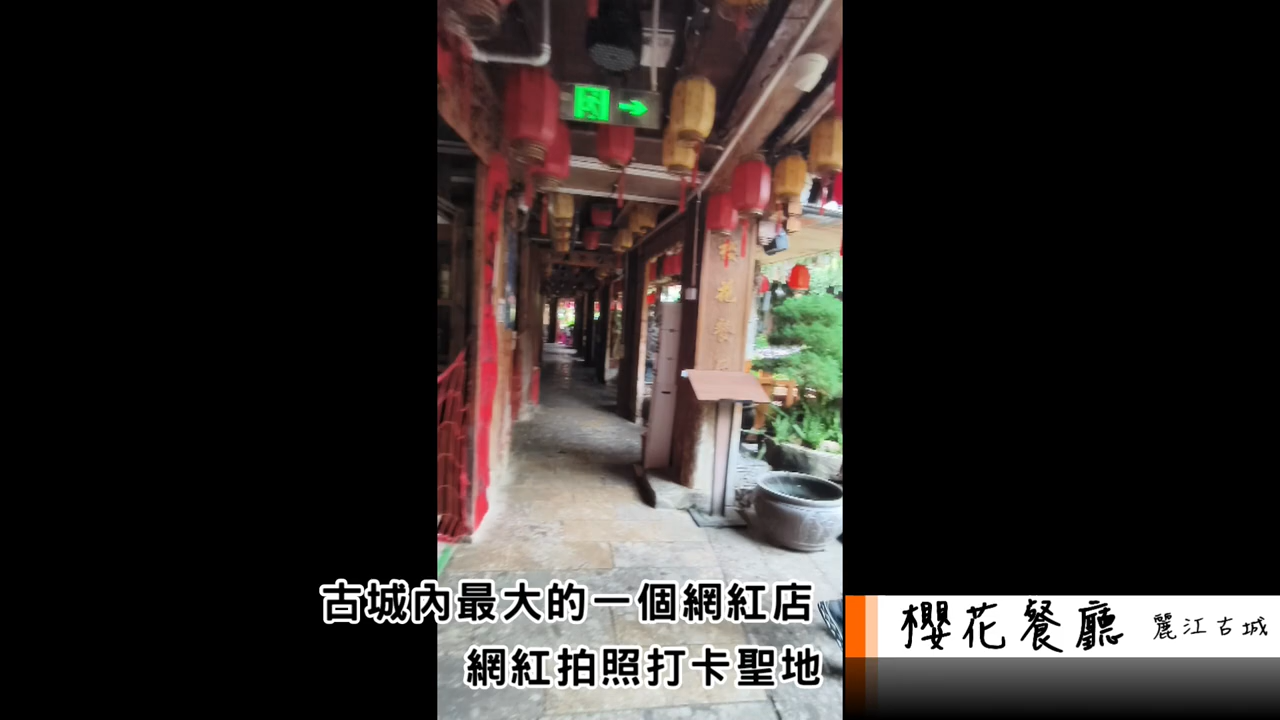 古城內最大的一個網紅店
網紅拍照打卡聖地
櫻花餐廳 麗江古城